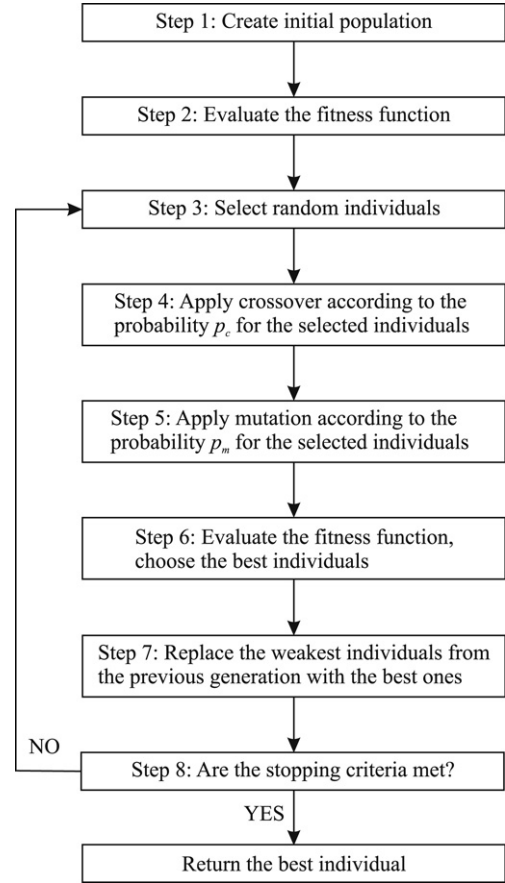 Step 1: Create initial population
Step 2: Evaluate the fitness function
Step 3: Select random individuals
Step 4: Apply crossover according to the
probability p_c for the selected individuals
Step 5: Apply mutation according to the
probability p_m for the selected individuals
Step 6: Evaluate the fitness function,
choose the best individuals
Step 7: Replace the weakest individuals from
the previous generation with the best ones
NO
Step 8: Are the stopping criteria met?
YES
Return the best individual